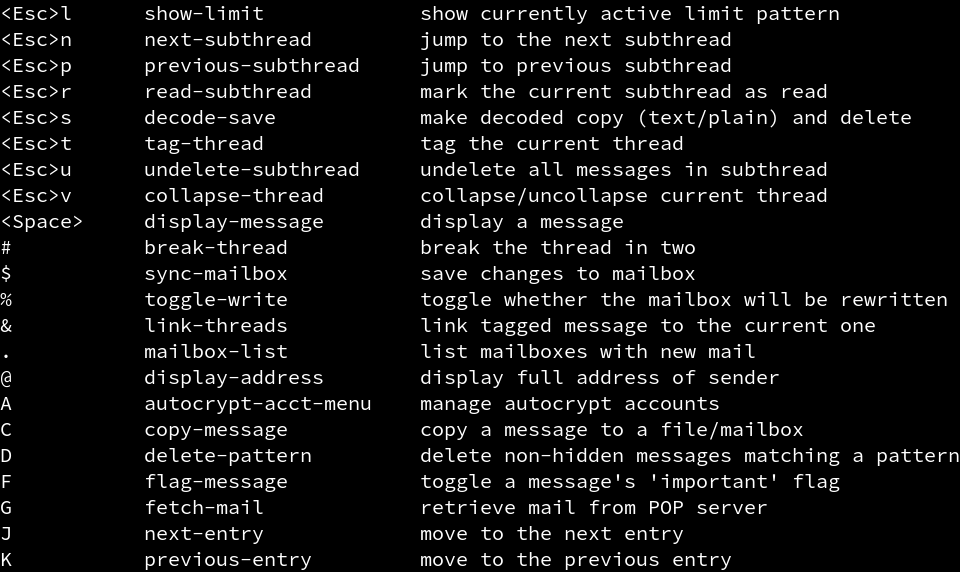 <Esc>l      show-limit             show currently active limit pattern
<Esc>n      next-subthread         jump to the next subthread
<Esc>p      previous-subthread     jump to previous subthread
<Esc>r      read-subthread         mark the current subthread as read
<Esc>s      decode-save            make decoded copy (text/plain) and delete
<Esc>t      tag-thread             tag the current thread
<Esc>u      undelete-subthread     undelete all messages in subthread
<Esc>v      collapse-thread        collapse/uncollapse current thread
<Space>     display-message        display a message
#           break-thread           break the thread in two
$           sync-mailbox           save changes to mailbox
%           toggle-write           toggle whether the mailbox will be rewritten
&           link-threads           link tagged message to the current one
.           mailbox-list           list mailboxes with new mail
@           display-address        display full address of sender
A           autocrypt-acct-menu    manage autocrypt accounts
C           copy-message           copy a message to a file/mailbox
D           delete-pattern         delete non-hidden messages matching a pattern
F           flag-message           toggle a message's 'important' flag
G           fetch-mail             retrieve mail from POP server
J           next-entry             move to the next entry
K           previous-entry         move to the previous entry